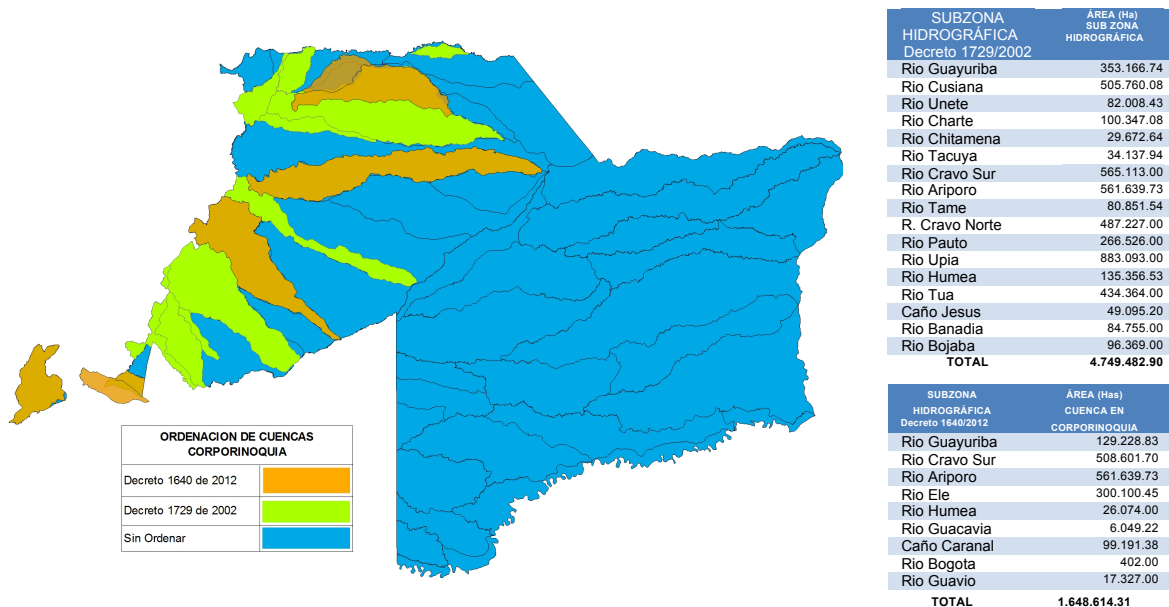 ORDENACION DE CUENCAS
CORPORINOQUIA
Decreto 1640 de 2012
Decreto 1729 de 2002
Sin Ordenar
SUBZONA
HIDROGRÁFICA
Decreto 1729/2002
ÁREA (Ha)
SUB ZONA
HIDROGRÁFICA
Rio Guayuriba 353.166.74
Rio Cusiana 505.760.08
Rio Unete 82.008.43
Rio Charte 100.347.08
Rio Chitamena 29.672.64
Rio Tacuya 34.137.94
Rio Cravo Sur 565.113.00
Rio Ariporo 561.639.73
Rio Tame 80.851.54
R. Cravo Norte 487.227.00
Rio Pauto 266.526.00
Rio Upia 883.093.00
Rio Humea 135.356.53
Rio Tua 434.364.00
Caño Jesus 49.095.20
Rio Banadia 84.755.00
Rio Bojaba 96.369.00
TOTAL 4.749.482.90
SUBZONA
HIDROGRÁFICA
Decreto 1640/2012
ÁREA (Has)
CUENCA EN
CORPORINOQUIA
Rio Guayuriba 129.228.83
Rio Cravo Sur 508.601.70
Rio Ariporo 561.639.73
Rio Ele 300.100.45
Rio Humea 26.074.00
Rio Guacavia 6.049.22
Caño Caranal 99.191.38
Rio Bogota 402.00
Rio Guavio 17.327.00
TOTAL 1.648.614.31